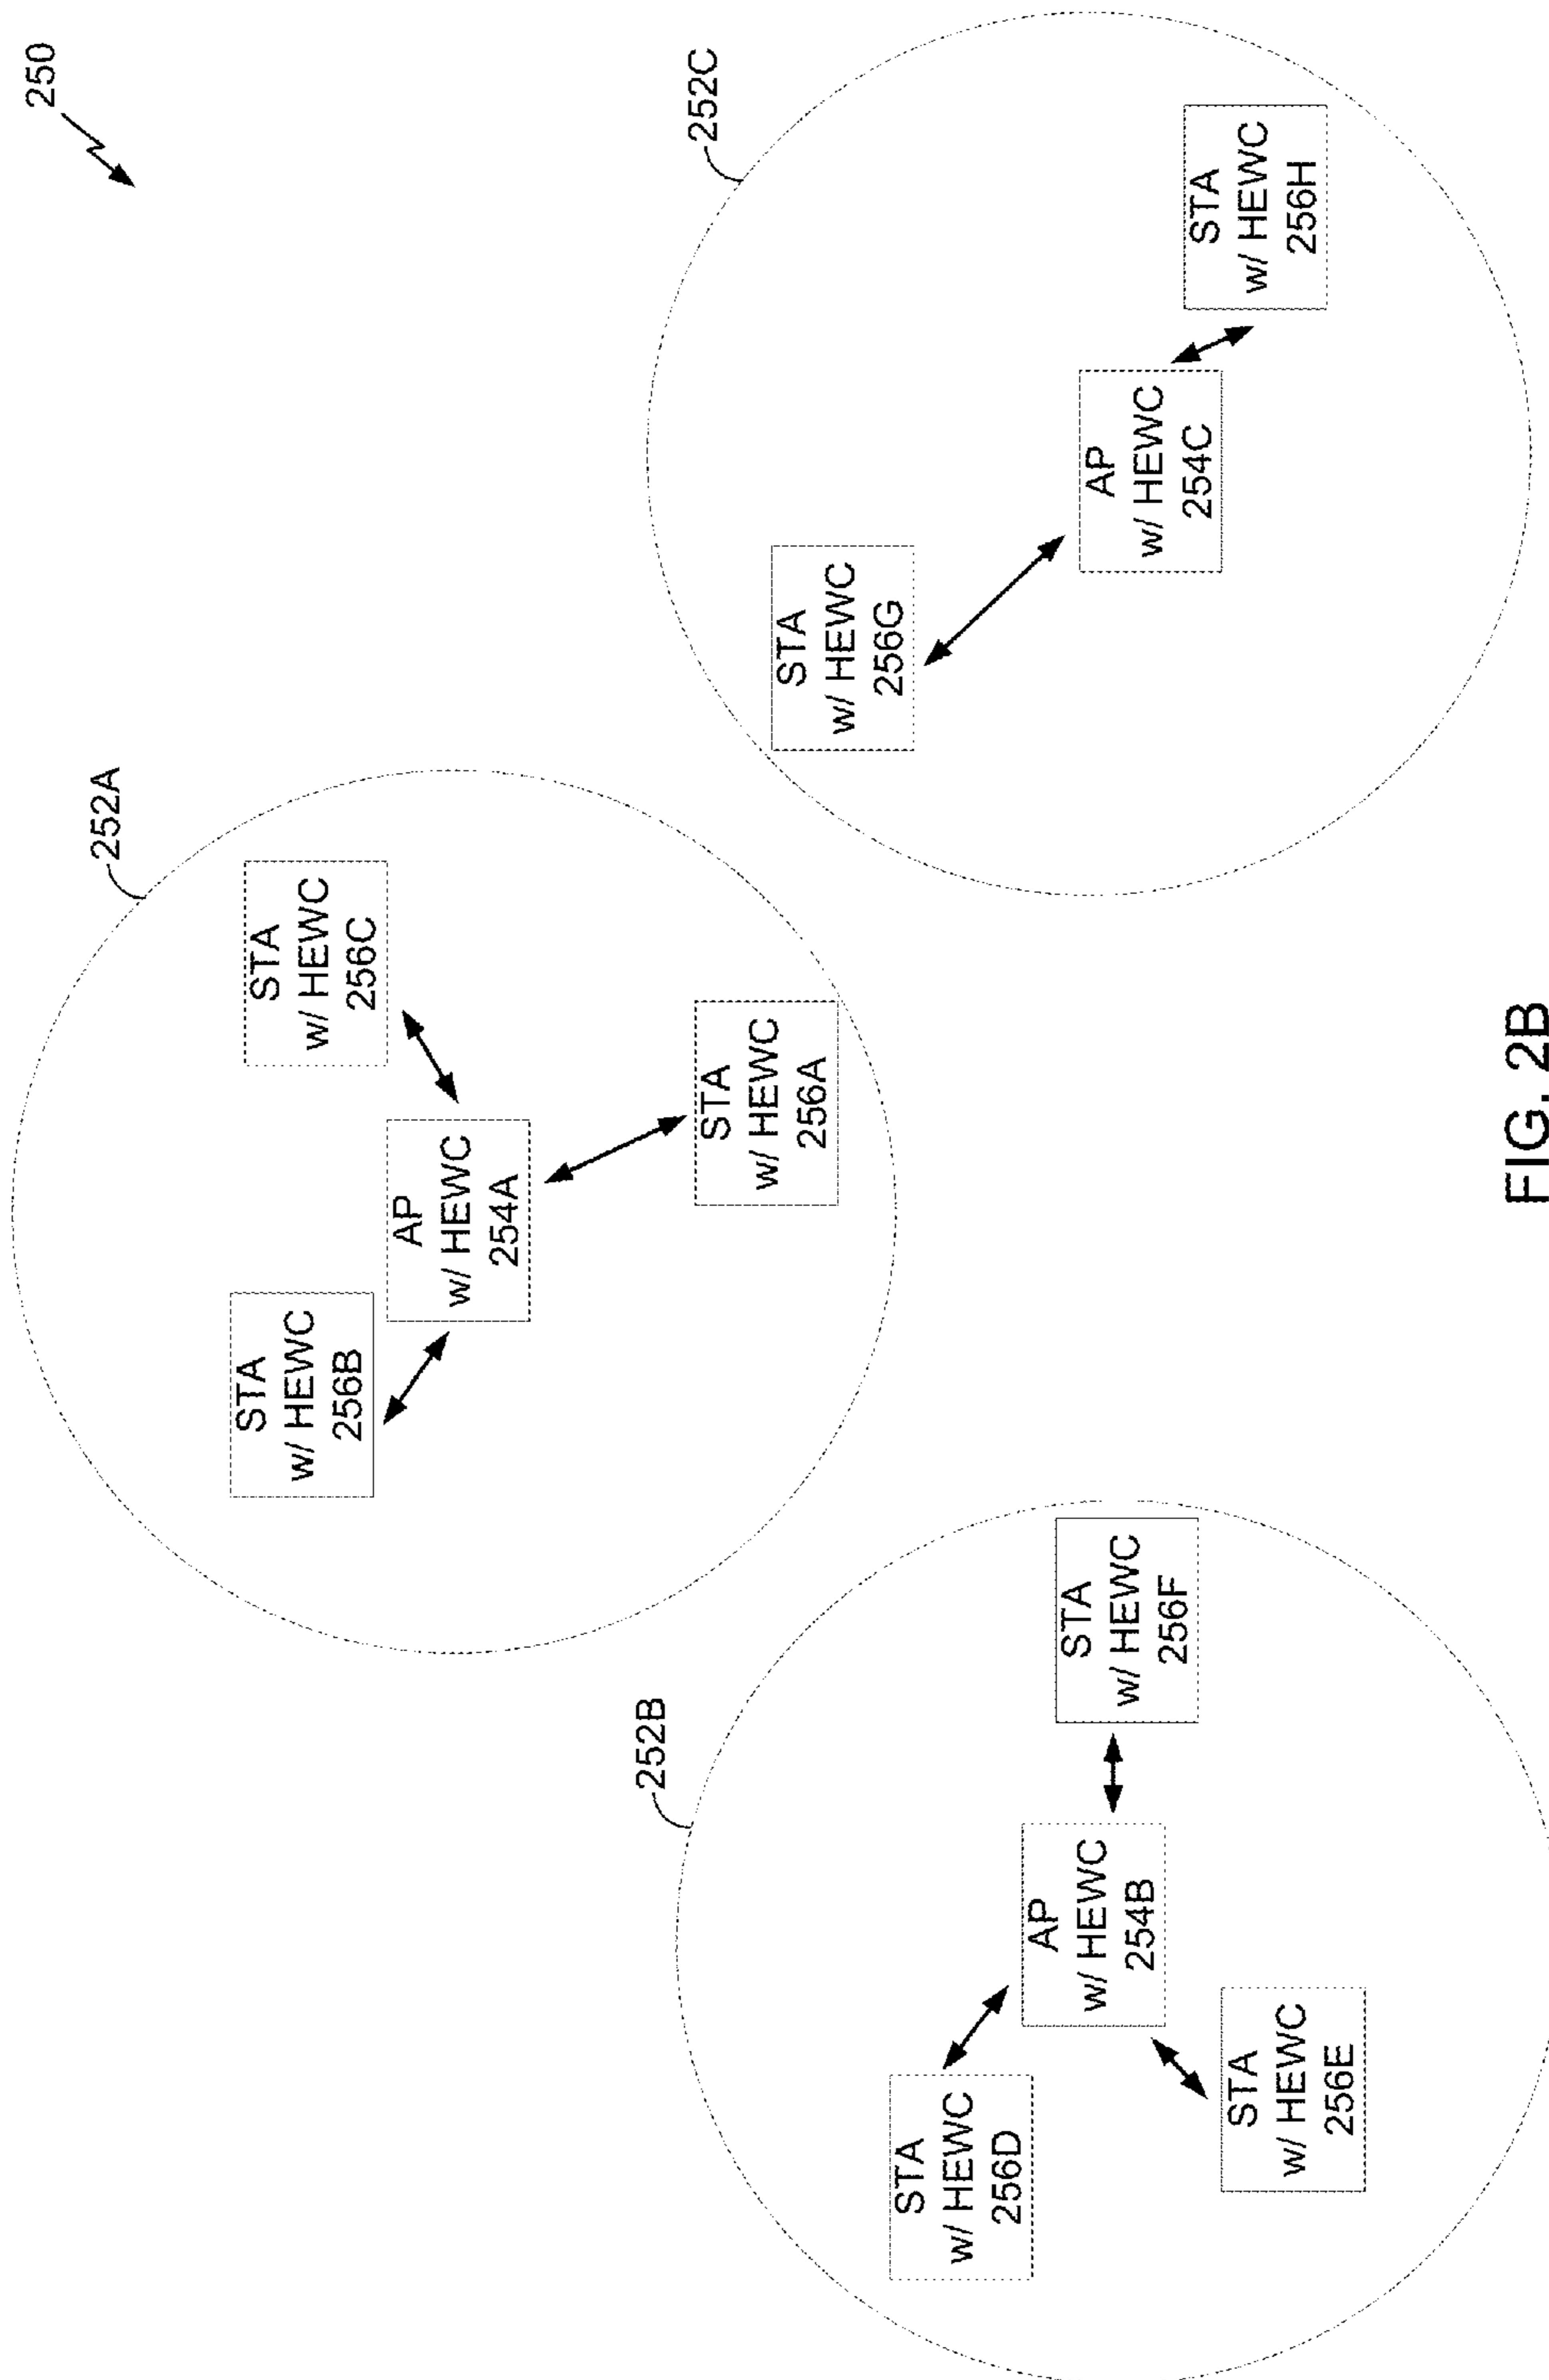 250
252A
STA
w/ HEWC
256B
STA
w/ HEWC
256C
AP
w/ HEWC
254A
STA
w/ HEWC
256A
252B
STA
w/ HEWC
256D
AP
w/ HEWC
254B
STA
w/ HEWC
256F
STA
w/ HEWC
256E
252C
STA
w/ HEWC
256G
AP
w/ HEWC
254C
STA
w/ HEWC
256H
FIG. 2B